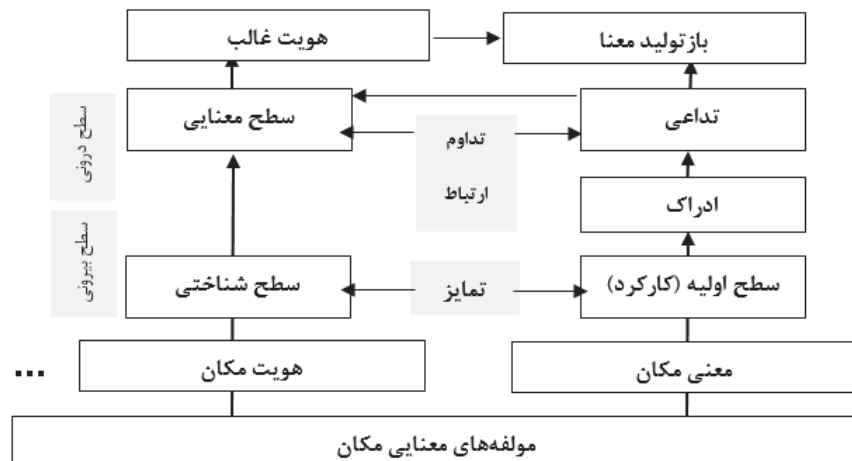 بازتولید معنا
هویت غالب
تداعی
سطح معنایی
سطح درونی
تداوم
ارتباط
ادراک
سطح بیرونی
سطح اولیه (کارکرد)
تمایز
سطح شناختی
معنی مکان
هویت مکان
...
مولفه‌های معنایی مکان